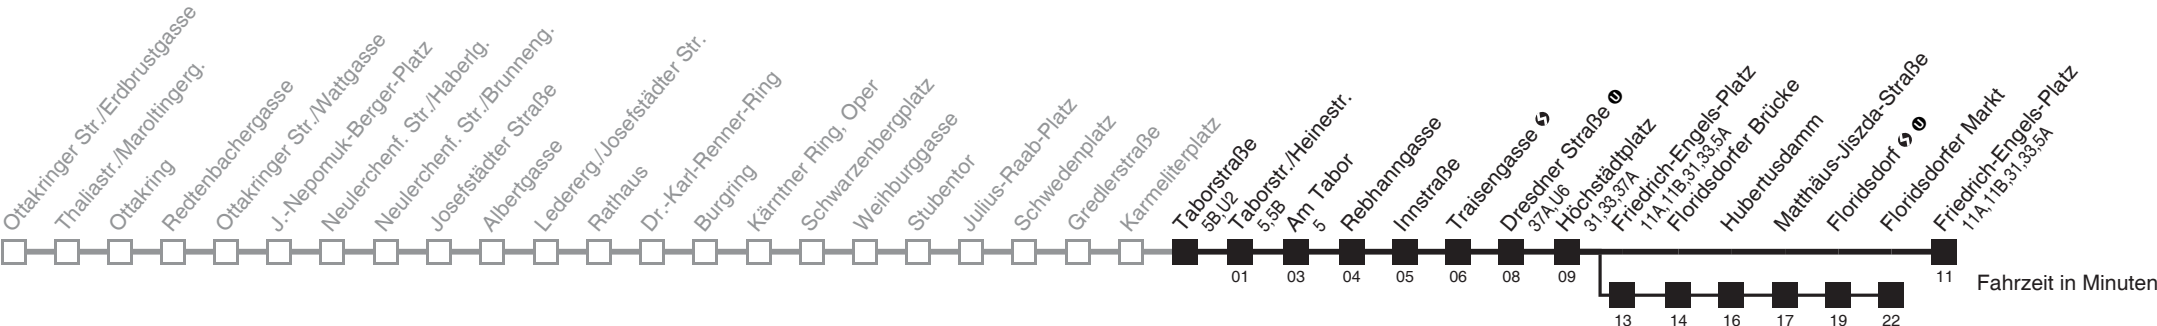 Ottakringer Str./Erdbrustgasse
Thaliastr./Maroltingerg.
Ottakring
Redtenbachergasse
Ottakringer Str./Wattgasse
J.-Nepomuk-Berger-Platz
Neulerchenf. Str./Haberlg.
Neulerchenf. Str./Brunneng.
Josefstädter Straße
Albertgasse
Ledererg./Josefstädter Str.
Rathaus
Dr.-Karl-Renner-Ring
Burgring
Kärntner Ring, Oper
Schwarzenbergplatz
Weihburggasse
Stubentor
Julius-Raab-Platz
Schwedenplatz
Gredlerstraße
Karmeliterplatz
Taborstraße
5B,U2
Taborstr./Heinestr.
5,5B
Am Tabor
5
Rebhanngasse
Innstraße
Traisengasse
Dresdner Straße U
37A,U6
Höchstädtplatz
31,33,37A
Friedrich-Engels-Platz
11A,11B,31,33,5A
Floridsdorfer Brücke
Hubertusdamm
Matthäus-Jiszda-Straße
Floridsdorf U
Floridsdorfer Markt
Friedrich-Engels-Platz
11A,11B,31,33,5A
01 03 04 05 06 08 09 11
Fahrzeit in Minuten
13 14 16 17 19 22